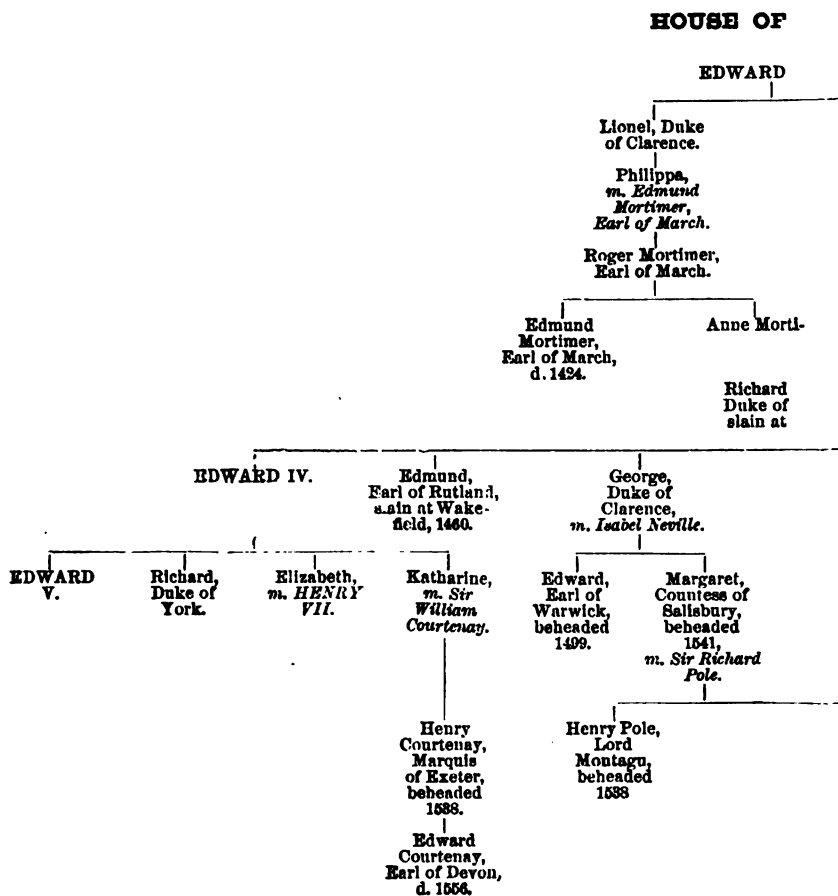 HOUSE OF
EDWARD
Lionel, Duke
of Clarence.
Philippa,
m. Edmund
Mortimer,
Earl of March.
Roger Mortimer,
Earl of March.
Edmund
Mortimer,
Earl of March,
d. 1424.
Anne Morti-
Richard
Duke of
slain at
EDWARD IV.
Edmund,
Earl of Rutland,
slain at Wake-
field, 1460.
George,
Duke of
Clarence,
m. Isabel Neville.
EDWARD
V.
Richard,
Duke of
York.
Elizabeth,
m. HENRY
VII.
Katharine,
m. Sir
William
Courtenay.
Edward,
Earl of
Warwick,
beheaded
1499.
Margaret,
Countess of
Salisbury,
beheaded
1541,
m. Sir Richard
Pole.
Henry
Courtenay,
Marquis
of Exeter,
beheaded
1538.
Henry Pole,
Lord
Montagu,
beheaded
1538
Edward
Courtenay,
Earl of Devon,
d. 1556.